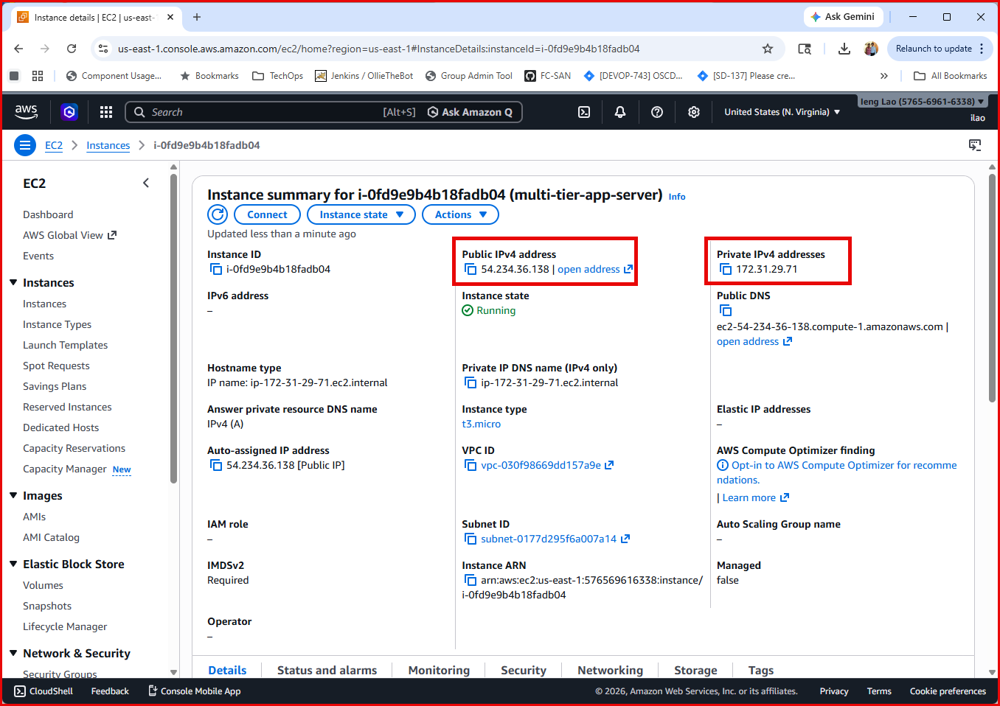 Instance details | EC2 | us-east-
Ask Gemini
us-east-1.console.aws.amazon.com/ec2/home?region=us-east-1#InstanceDetails:instanceId=i-0fd9e9b4b18fadb04
Relaunch to update
Component Usage...
Bookmarks
TechOps
Jenkins / OllieTheBot
Group Admin Tool
FC-SAN
[DEVOP-743] OSCD...
[SD-137] Please cre...
All Bookmarks
aws
Search
[Alt+S]
Ask Amazon Q
United States (N. Virginia)
Ieng Lao (5765-6961-6338)
ilao
EC2
Instances
i-0fd9e9b4b18fadb04
EC2
Dashboard
AWS Global View
Events
Instances
Instances
Instance Types
Launch Templates
Spot Requests
Savings Plans
Reserved Instances
Dedicated Hosts
Capacity Reservations
Capacity Manager New
Images
AMIs
AMI Catalog
Elastic Block Store
Volumes
Snapshots
Lifecycle Manager
Network & Security
Security Groups
Instance summary for i-0fd9e9b4b18fadb04 (multi-tier-app-server) Info
Connect
Instance state
Actions
Updated less than a minute ago
Instance ID
i-0fd9e9b4b18fadb04
Public IPv4 address
54.234.36.138 | open address
Private IPv4 addresses
172.31.29.71
IPv6 address
–
Instance state
Running
Public DNS
ec2-54-234-36-138.compute-1.amazonaws.com |
open address
Hostname type
IP name: ip-172-31-29-71.ec2.internal
Private IP DNS name (IPv4 only)
ip-172-31-29-71.ec2.internal
Answer private resource DNS name
IPv4 (A)
Instance type
t3.micro
Elastic IP addresses
–
Auto-assigned IP address
54.234.36.138 [Public IP]
VPC ID
vpc-030f98669dd157a9e
AWS Compute Optimizer finding
Opt-in to AWS Compute Optimizer for recomme
ndations.
| Learn more
IAM role
–
Subnet ID
subnet-0177d295f6a007a14
Auto Scaling Group name
–
IMDSv2
Required
Instance ARN
arn:aws:ec2:us-east-1:576569616338:instance/
i-0fd9e9b4b18fadb04
Managed
false
Operator
–
Details
Status and alarms
Monitoring
Security
Networking
Storage
Tags
CloudShell
Feedback
Console Mobile App
© 2026, Amazon Web Services, Inc. or its affiliates.
Privacy
Terms
Cookie preferences